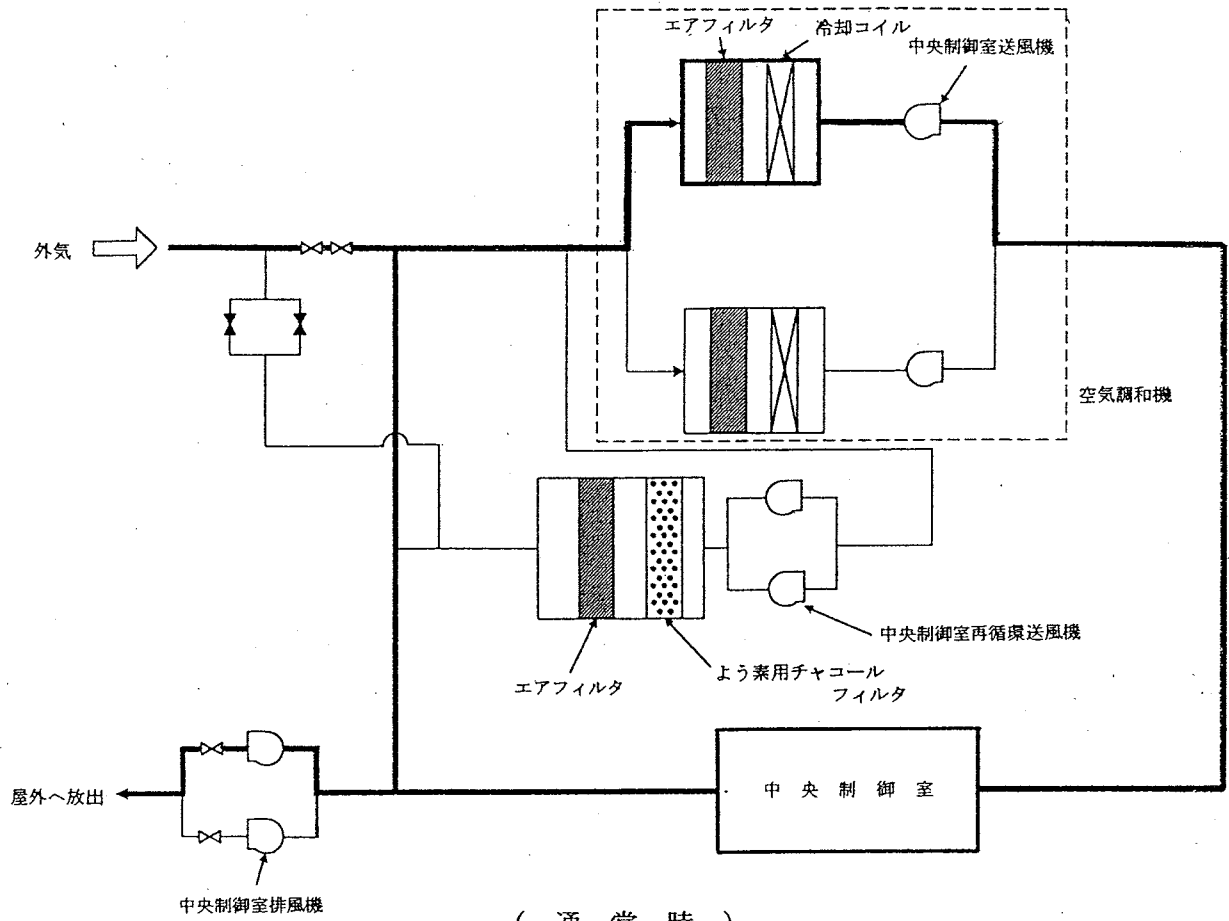 エアフィルタ
冷却コイル
中央制御室送風機
外気
空気調和機
中央制御室再循環送風機
エアフィルタ
よう素用チャコール
フィルタ
屋外へ放出
中央制御室
中央制御室排風機
(通常時)